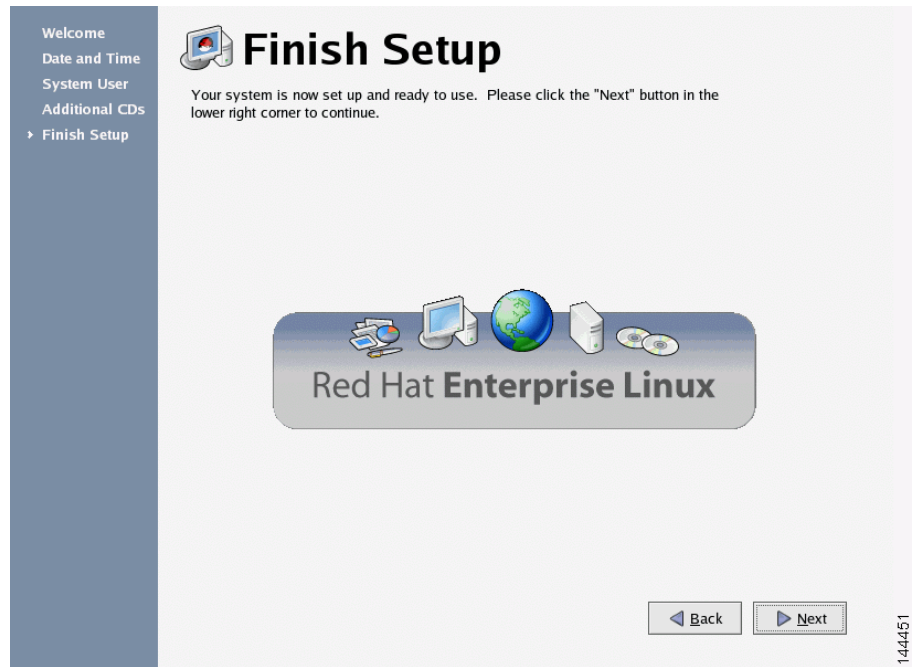 Welcome
Date and Time
System User
Additional CDs
Finish Setup
Finish Setup
Your system is now set up and ready to use. Please click the "Next" button in the
lower right corner to continue.
Red Hat Enterprise Linux
Back
Next
144451